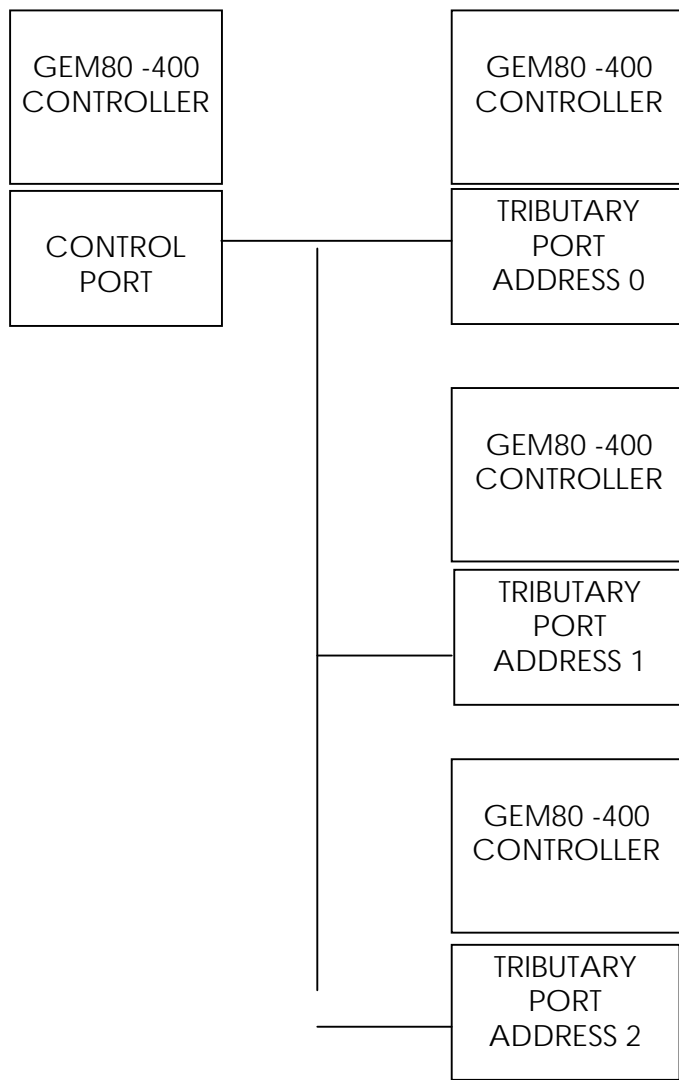 GEM80 -400
CONTROLLER
CONTROL
PORT
GEM80 -400
CONTROLLER
TRIBUTARY
PORT
ADDRESS 0
GEM80 -400
CONTROLLER
TRIBUTARY
PORT
ADDRESS 1
GEM80 -400
CONTROLLER
TRIBUTARY
PORT
ADDRESS 2